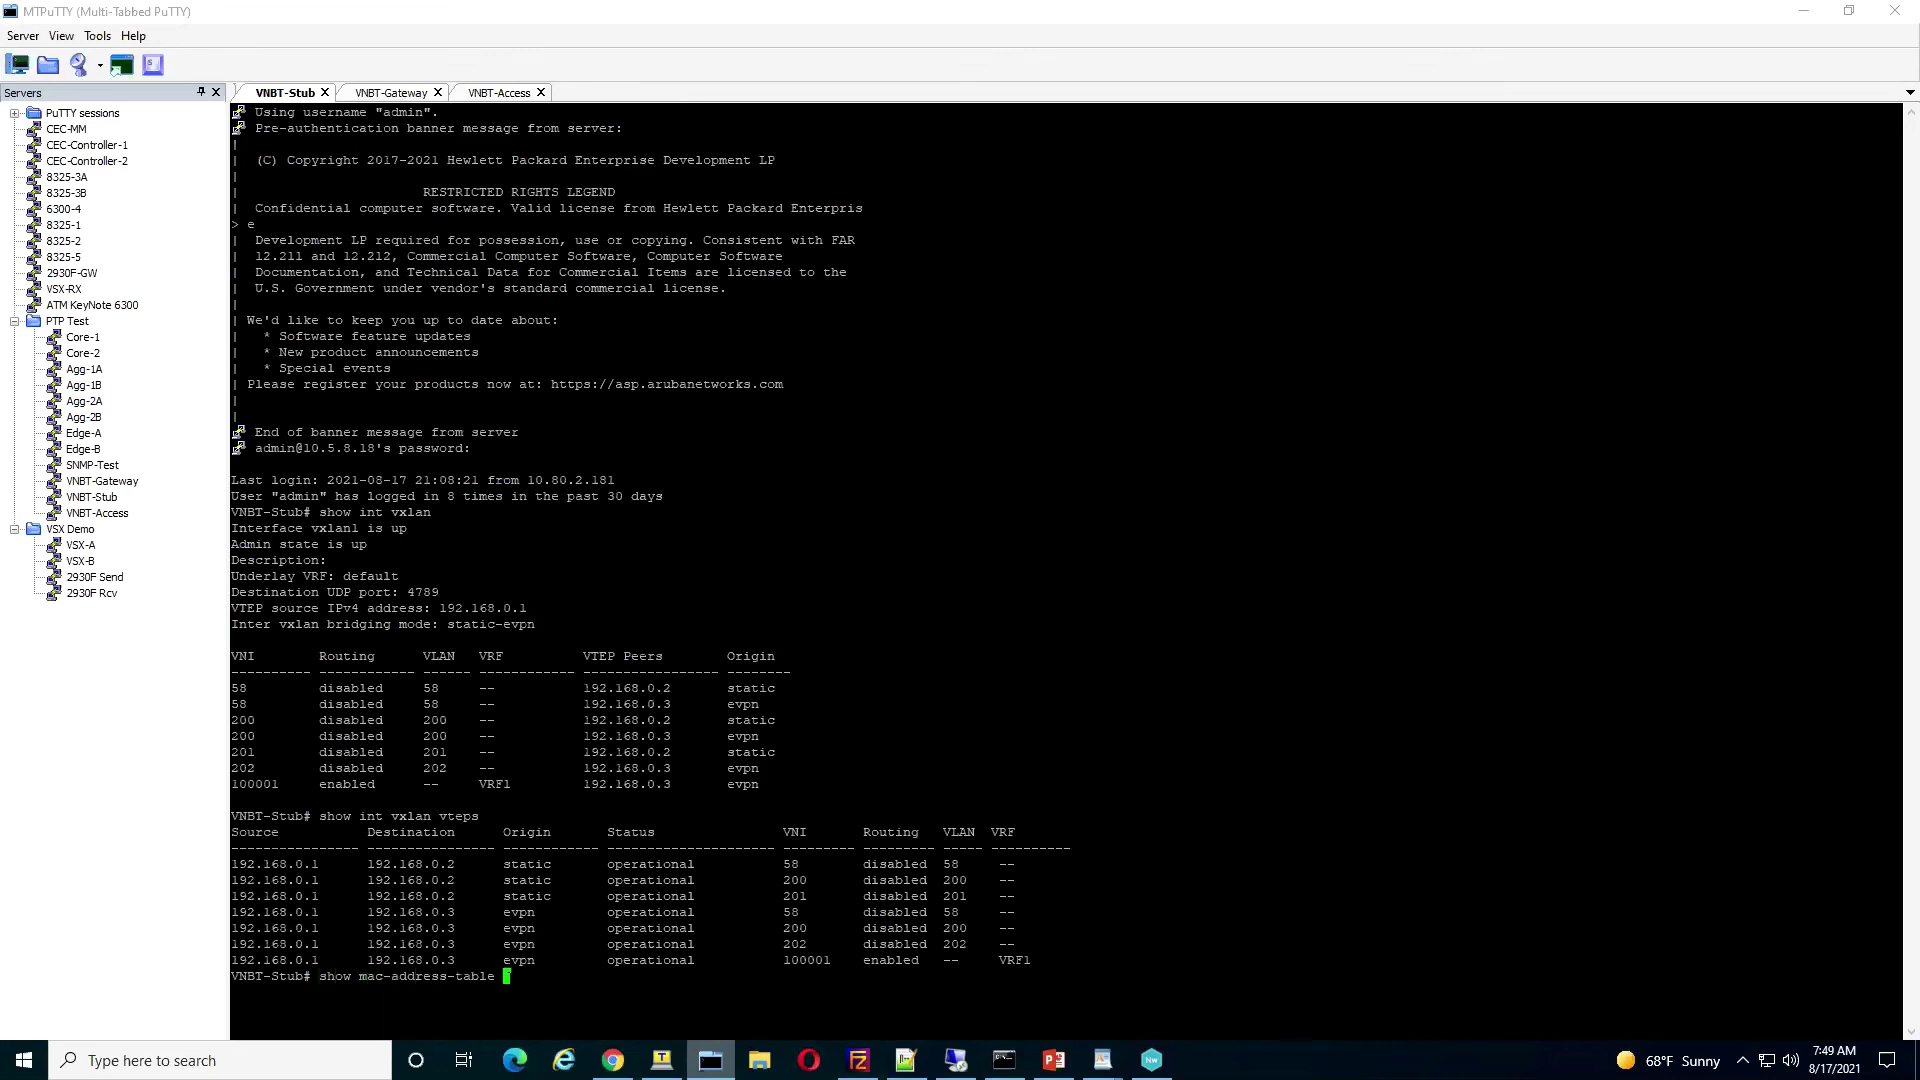 MTPuTTY (Multi-Tabbed PuTTY)
Server View Tools Help
Servers
PuTTY sessions
CEC-MM
CEC-Controller-1
CEC-Controller-2
8325-3A
8325-3B
6300-4
8325-1
8325-2
8325-5
2930F-GW
VSX-RX
ATM KeyNote 6300
PTP Test
Core-1
Core-2
Agg-1A
Agg-1B
Agg-2A
Agg-2B
Edge-A
Edge-B
SNMP-Test
VNBT-Gateway
VNBT-Stub
VNBT-Access
VSX Demo
VSX-A
VSX-B
2930F Send
2930F Rcv
VNBT-Stub VNBT-Gateway VNBT-Access
Using username "admin".
Pre-authentication banner message from server:
|
| (C) Copyright 2017-2021 Hewlett Packard Enterprise Development LP
|
| RESTRICTED RIGHTS LEGEND
| Confidential computer software. Valid license from Hewlett Packard Enterpris
> e
| Development LP required for possession, use or copying. Consistent with FAR
| 12.211 and 12.212, Commercial Computer Software, Computer Software
| Documentation, and Technical Data for Commercial Items are licensed to the
| U.S. Government under vendor's standard commercial license.
|
| We'd like to keep you up to date about:
| * Software feature updates
| * New product announcements
| * Special events
| Please register your products now at: https://asp.arubanetworks.com
|
|
End of banner message from server
admin@10.5.8.18's password:
Last login: 2021-08-17 21:08:21 from 10.80.2.181
User "admin" has logged in 8 times in the past 30 days
VNBT-Stub# show int vxlan
Interface vxlan1 is up
Admin state is up
Description:
Underlay VRF: default
Destination UDP port: 4789
VTEP source IPv4 address: 192.168.0.1
Inter vxlan bridging mode: static-evpn
VNI Routing VLAN VRF VTEP Peers Origin
---------- ------------ ------ ------------ ----------------- --------
58 disabled 58 -- 192.168.0.2 static
58 disabled 58 -- 192.168.0.3 evpn
200 disabled 200 -- 192.168.0.2 static
200 disabled 200 -- 192.168.0.3 evpn
201 disabled 201 -- 192.168.0.2 static
202 disabled 202 -- 192.168.0.3 evpn
100001 enabled -- VRF1 192.168.0.3 evpn
VNBT-Stub# show int vxlan vteps
Source Destination Origin Status VNI Routing VLAN VRF
---------------- ---------------- ------------ --------------------- --------- --------- ----- ----------
192.168.0.1 192.168.0.2 static operational 58 disabled 58 --
192.168.0.1 192.168.0.2 static operational 200 disabled 200 --
192.168.0.1 192.168.0.2 static operational 201 disabled 201 --
192.168.0.1 192.168.0.3 evpn operational 58 disabled 58 --
192.168.0.1 192.168.0.3 evpn operational 200 disabled 200 --
192.168.0.1 192.168.0.3 evpn operational 202 disabled 202 --
192.168.0.1 192.168.0.3 evpn operational 100001 enabled -- VRF1
VNBT-Stub# show mac-address-table
Type here to search
68°F Sunny
7:49 AM
8/17/2021